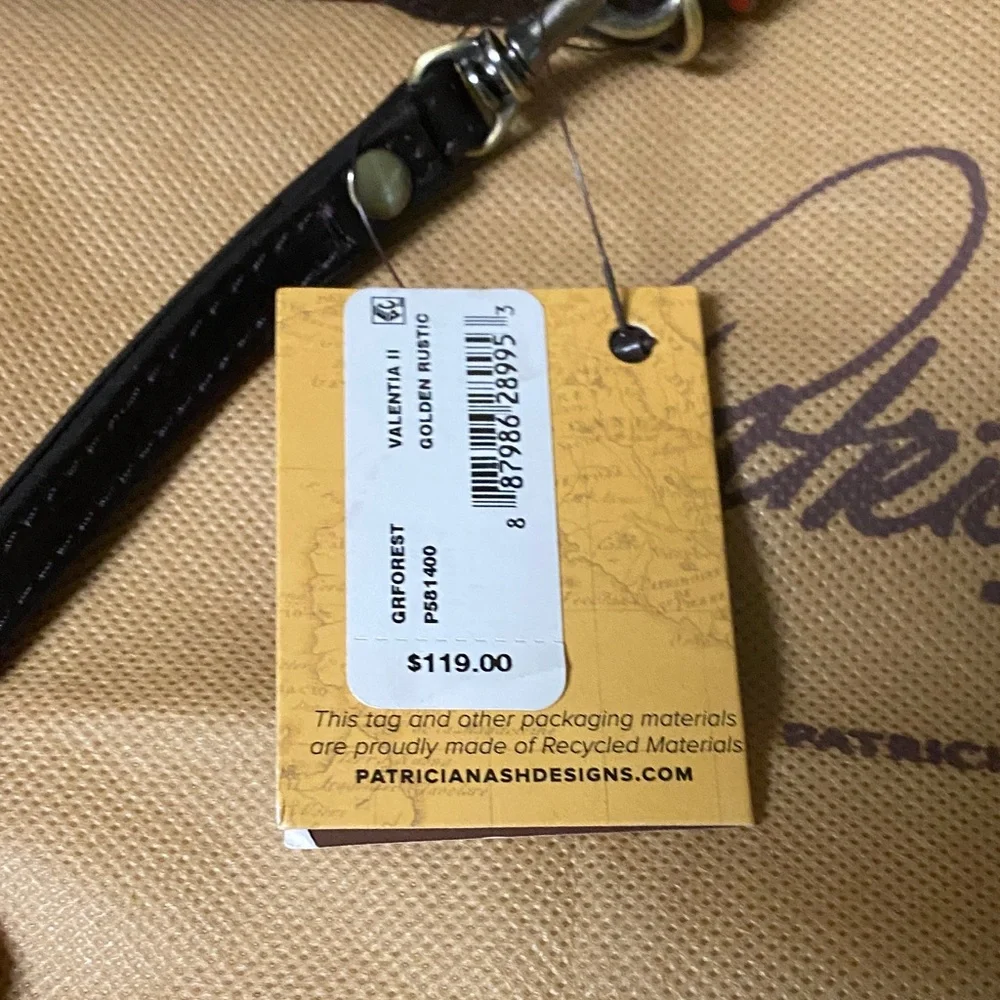 VALENTIA II
GOLDEN RUSTIC
GRFOREST
P581400
8 87986 28995 3
$119.00
This tag and other packaging materials
are proudly made of Recycled Materials
PATRICIANASHDESIGNS.COM